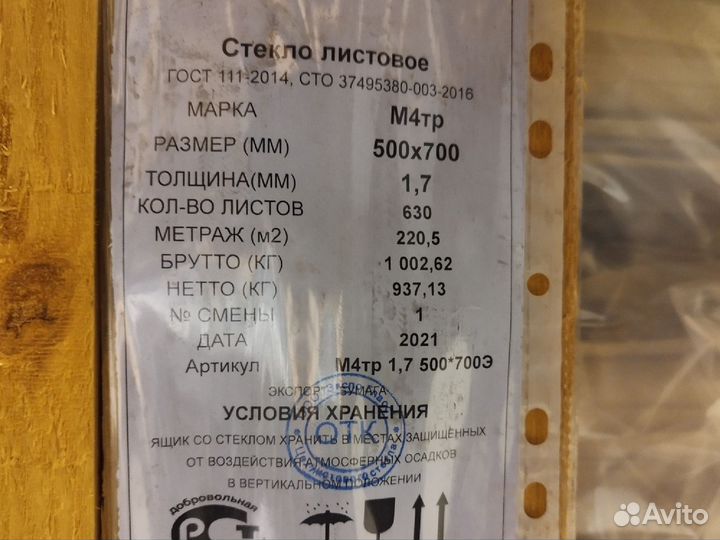 Стекло листовое
ГОСТ 111-2014, СТО 37495380-003-2016
МАРКА М4тр
РАЗМЕР (ММ) 500х700
ТОЛЩИНА(ММ) 1,7
КОЛ-ВО ЛИСТОВ 630
МЕТРАЖ (м2) 220,5
БРУТТО (КГ) 1 002,62
НЕТТО (КГ) 937,13
№ СМЕНЫ 1
ДАТА 2021
Артикул М4тр 1,7 500*700Э
ЭКСПОРТ БУМАГА
УСЛОВИЯ ХРАНЕНИЯ
ОТК
ЯЩИК СО СТЕКЛОМ ХРАНИТЬ В МЕСТАХ ЗАЩИЩЕННЫХ
ОТ ВОЗДЕЙСТВИЯ АТМОСФЕРНЫХ ОСАДКОВ
В ВЕРТИКАЛЬНОМ ПОЛОЖЕНИИ
добровольная
Avito